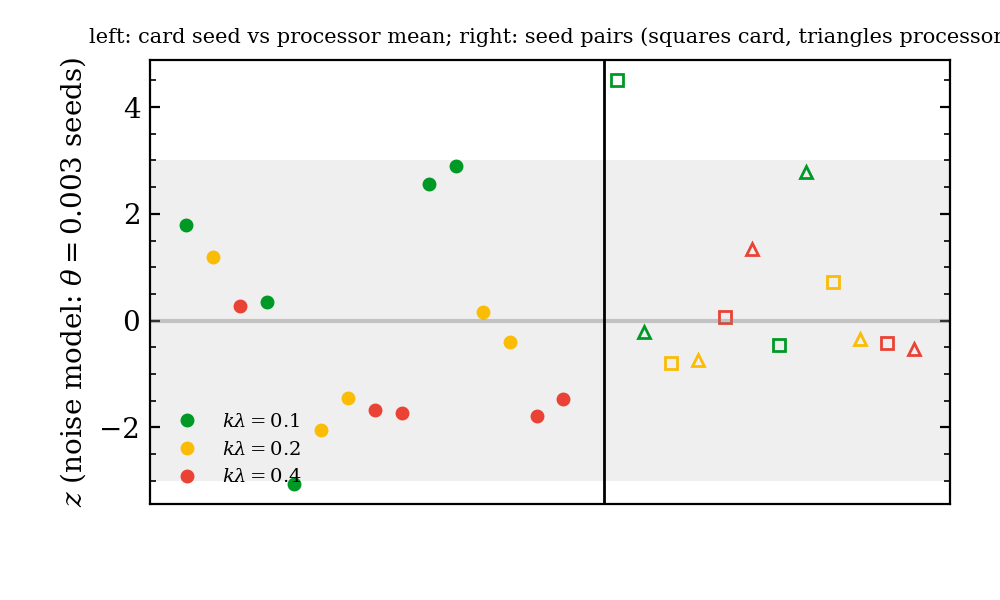 left: card seed vs processor mean; right: seed pairs (squares card, triangles processor
z (noise model: θ = 0.003 seeds)
4
2
0
−2
kλ = 0.1
kλ = 0.2
kλ = 0.4